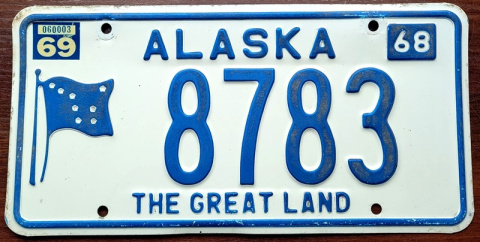 060003
69
ALASKA
68
8783
THE GREAT LAND